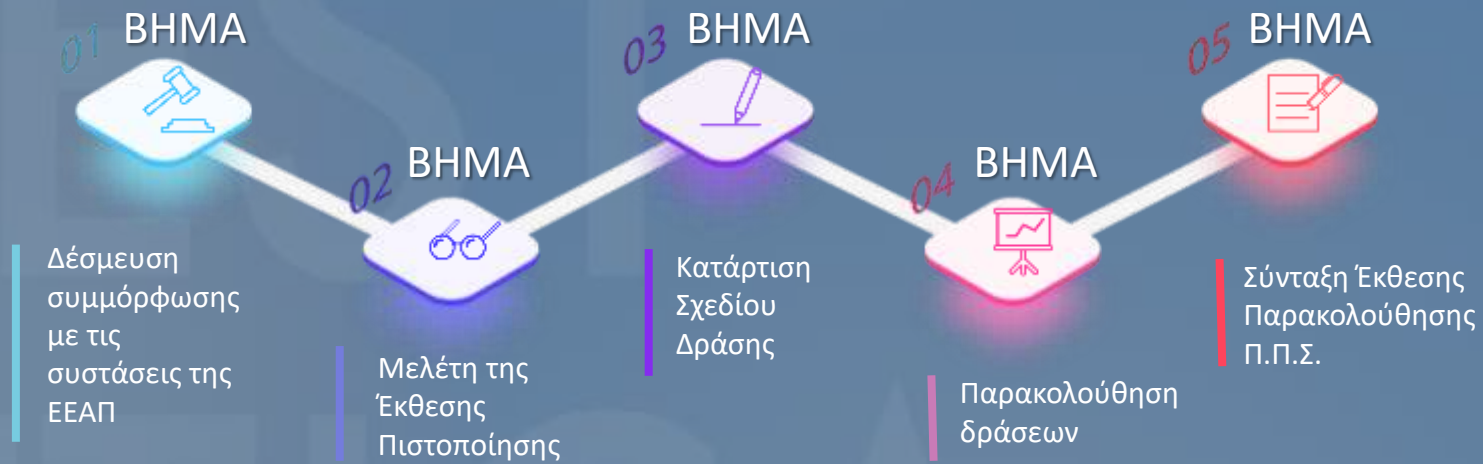 01 ΒΗΜΑ
Δέσμευση
συμμόρφωσης
με τις
συστάσεις της
ΕΕΑΠ
02 ΒΗΜΑ
Μελέτη της
Έκθεσης
Πιστοποίησης
03 ΒΗΜΑ
Κατάρτιση
Σχεδίου
Δράσης
04 ΒΗΜΑ
Παρακολούθηση
δράσεων
05 ΒΗΜΑ
Σύνταξη Έκθεσης
Παρακολούθησης
Π.Π.Σ.